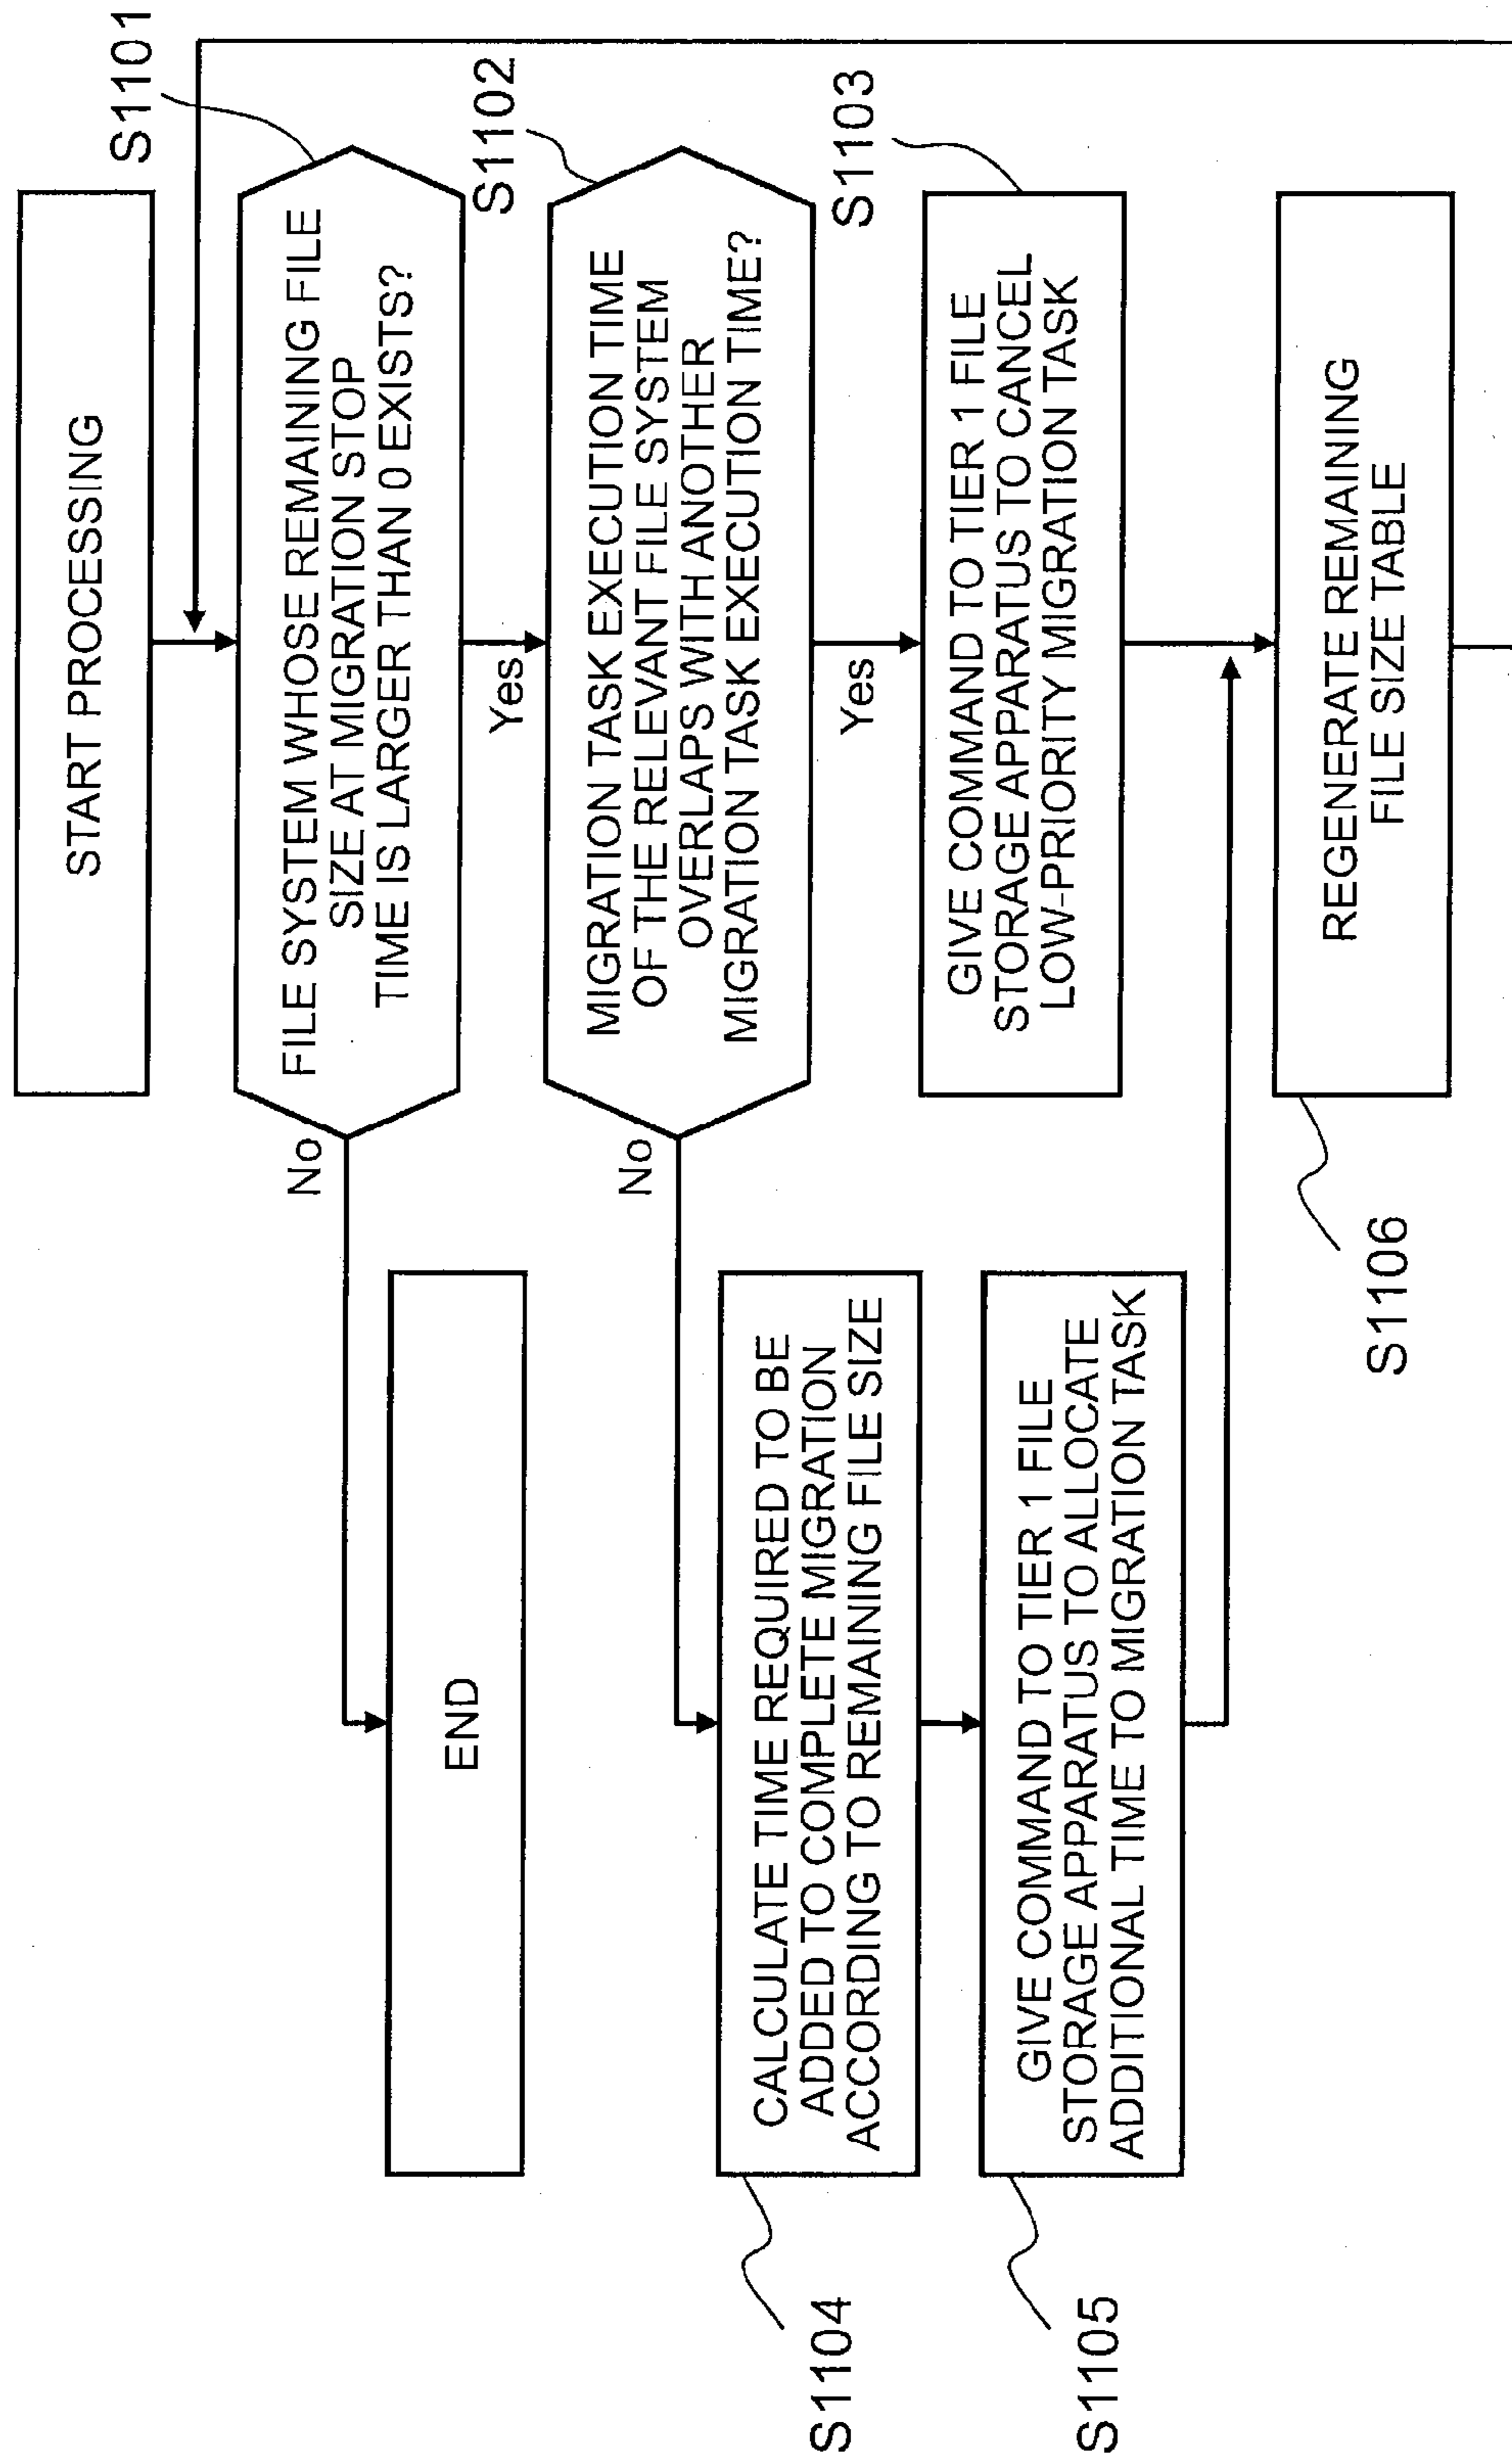 START PROCESSING
S1101
FILE SYSTEM WHOSE REMAINING FILE
SIZE AT MIGRATION STOP
TIME IS LARGER THAN 0 EXISTS?
No
Yes
END
S1102
MIGRATION TASK EXECUTION TIME
OF THE RELEVANT FILE SYSTEM
OVERLAPS WITH ANOTHER
MIGRATION TASK EXECUTION TIME?
No
Yes
S1103
GIVE COMMAND TO TIER 1 FILE
STORAGE APPARATUS TO CANCEL
LOW-PRIORITY MIGRATION TASK
CALCULATE TIME REQUIRED TO BE
ADDED TO COMPLETE MIGRATION
ACCORDING TO REMAINING FILE SIZE
S1104
GIVE COMMAND TO TIER 1 FILE
STORAGE APPARATUS TO ALLOCATE
ADDITIONAL TIME TO MIGRATION TASK
S1105
REGENERATE REMAINING
FILE SIZE TABLE
S1106